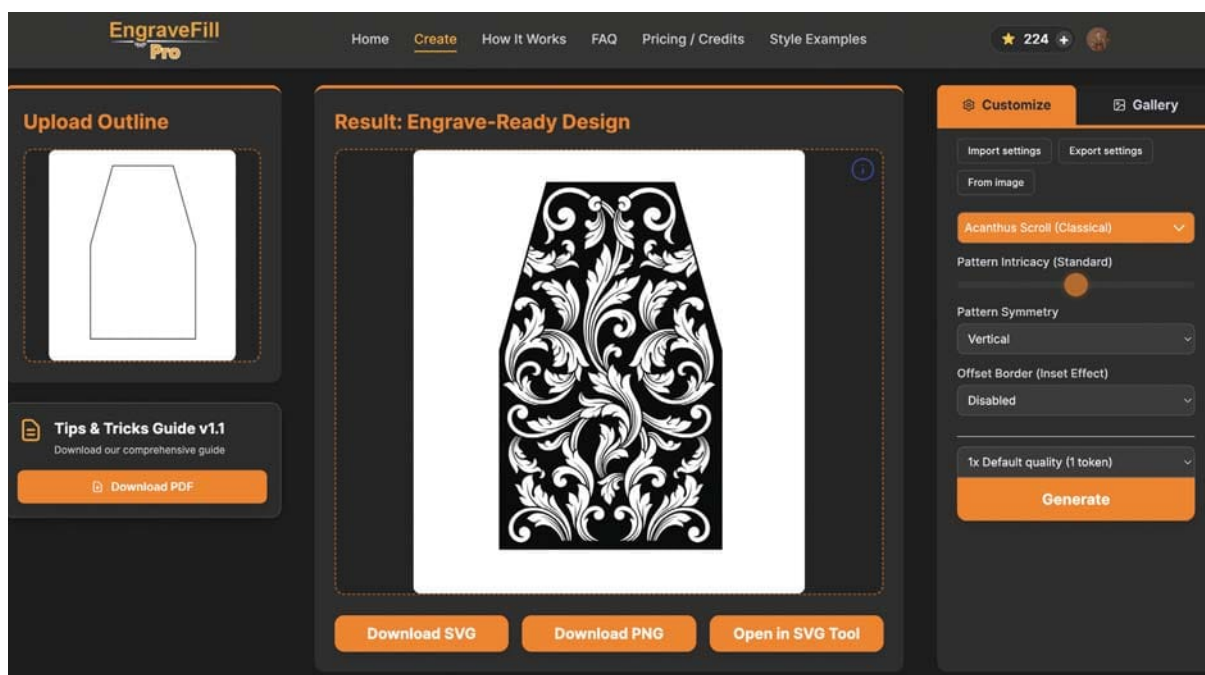 EngraveFill
Pro
Home Create How It Works FAQ Pricing / Credits Style Examples
224 +
Upload Outline
Tips & Tricks Guide v1.1
Download our comprehensive guide
Download PDF
Result: Engrave-Ready Design
Download SVG Download PNG Open in SVG Tool
Customize Gallery
Import settings Export settings
From image
Acanthus Scroll (Classical)
Pattern Intricacy (Standard)
Pattern Symmetry
Vertical
Offset Border (Inset Effect)
Disabled
1x Default quality (1 token)
Generate